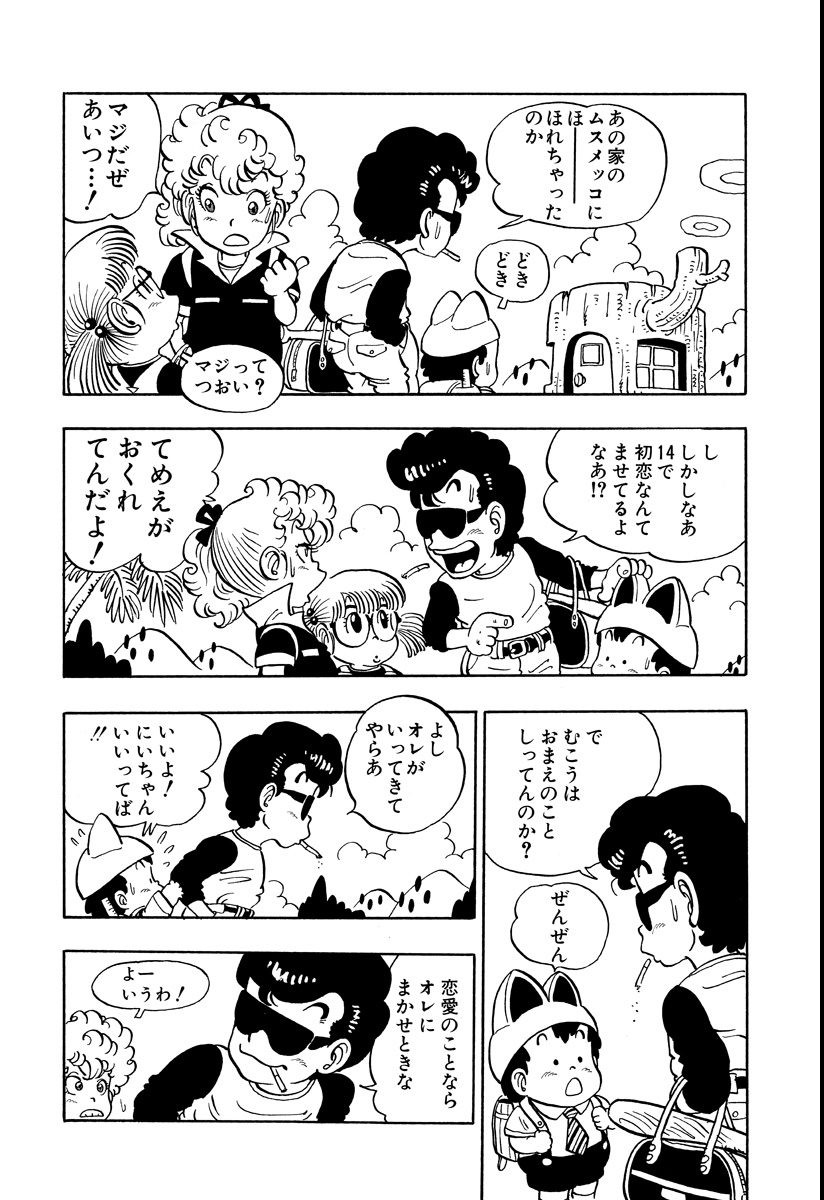 あの家の
ムスメッコに
ほ――
ほれちゃった
のか
どき
どき
マジだぜ
あいつ…!
マジって
つおい?
し
しかしなあ
14で
初恋なんて
ませてるよ
なあ!?
てめえが
おくれ
てんだよ!
で
むこうは
おまえのこと
しってんのか?
ぜんぜん
よし
オレが
いってきて
やらあ
いいよ!
にいちゃん
いいってば
!!
恋愛のことなら
オレに
まかせときな
よー
いうわ!